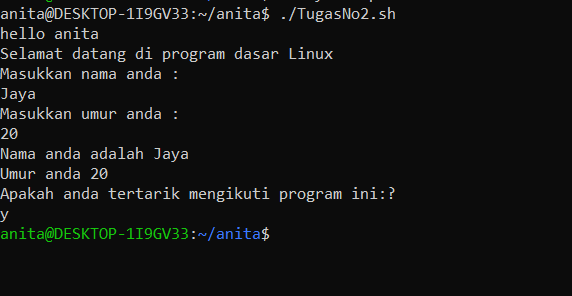 anita@DESKTOP-1I9GV33:~/anita$ ./TugasNo2.sh
hello anita
Selamat datang di program dasar Linux
Masukkan nama anda :
Jaya
Masukkan umur anda :
20
Nama anda adalah Jaya
Umur anda 20
Apakah anda tertarik mengikuti program ini:?
y
anita@DESKTOP-1I9GV33:~/anita$